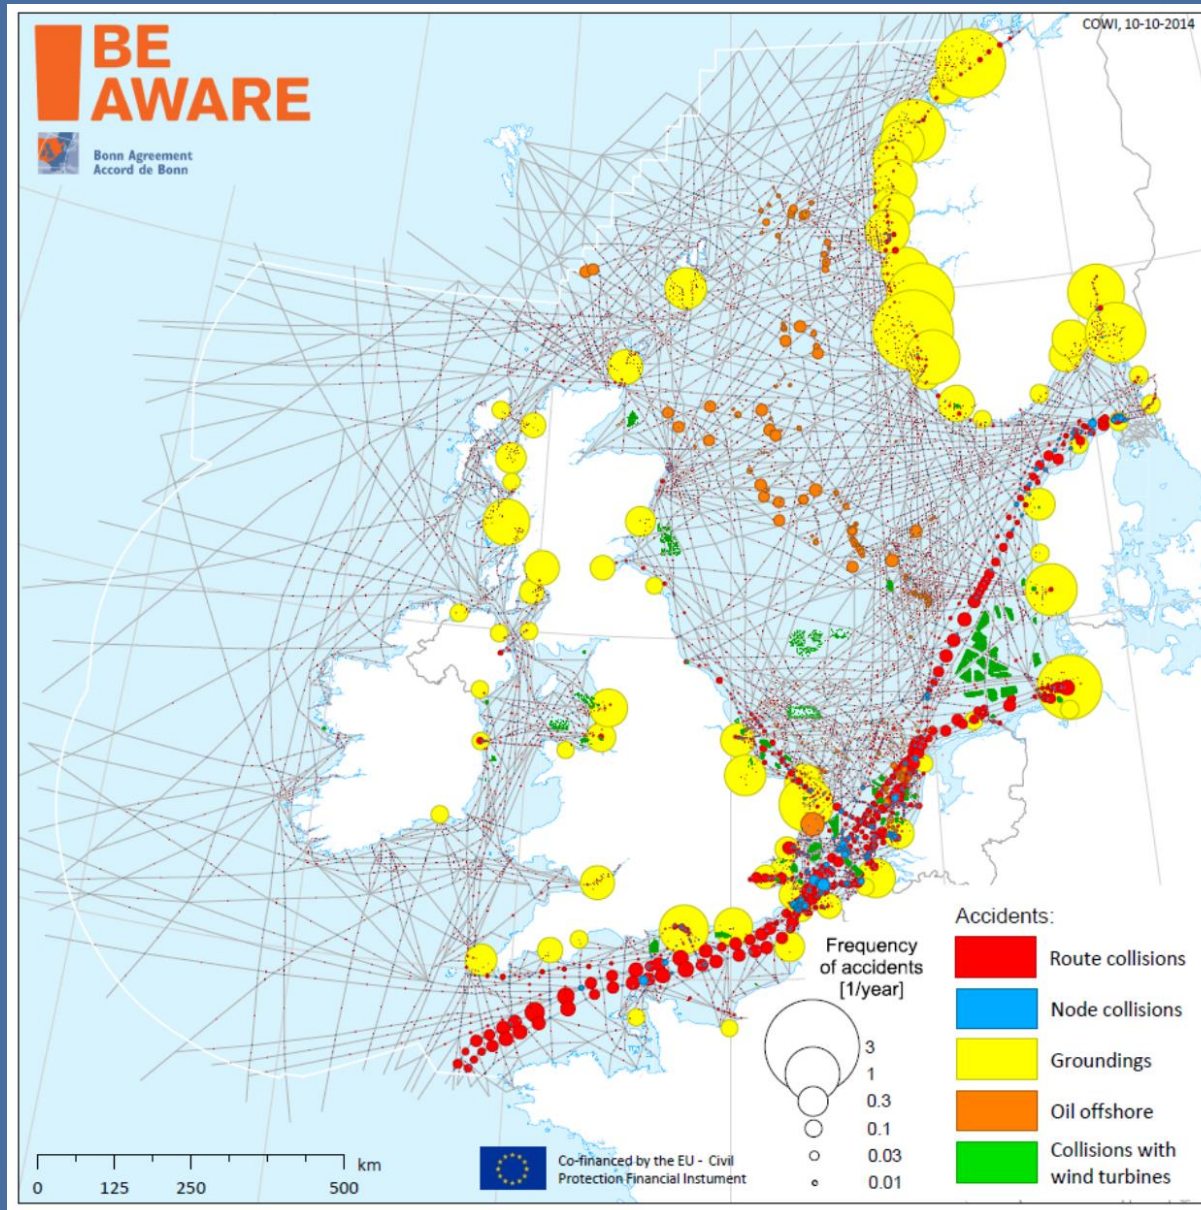 COWI, 10-10-2014
BE
AWARE
Bonn Agreement
Accord de Bonn
Accidents:
Route collisions
Node collisions
Groundings
Oil offshore
Collisions with
wind turbines
Frequency
of accidents
[1/year]
3
1
0.3
0.1
0.03
0.01
Co-financed by the EU - Civil
Protection Financial Instument
km
0 125 250 500